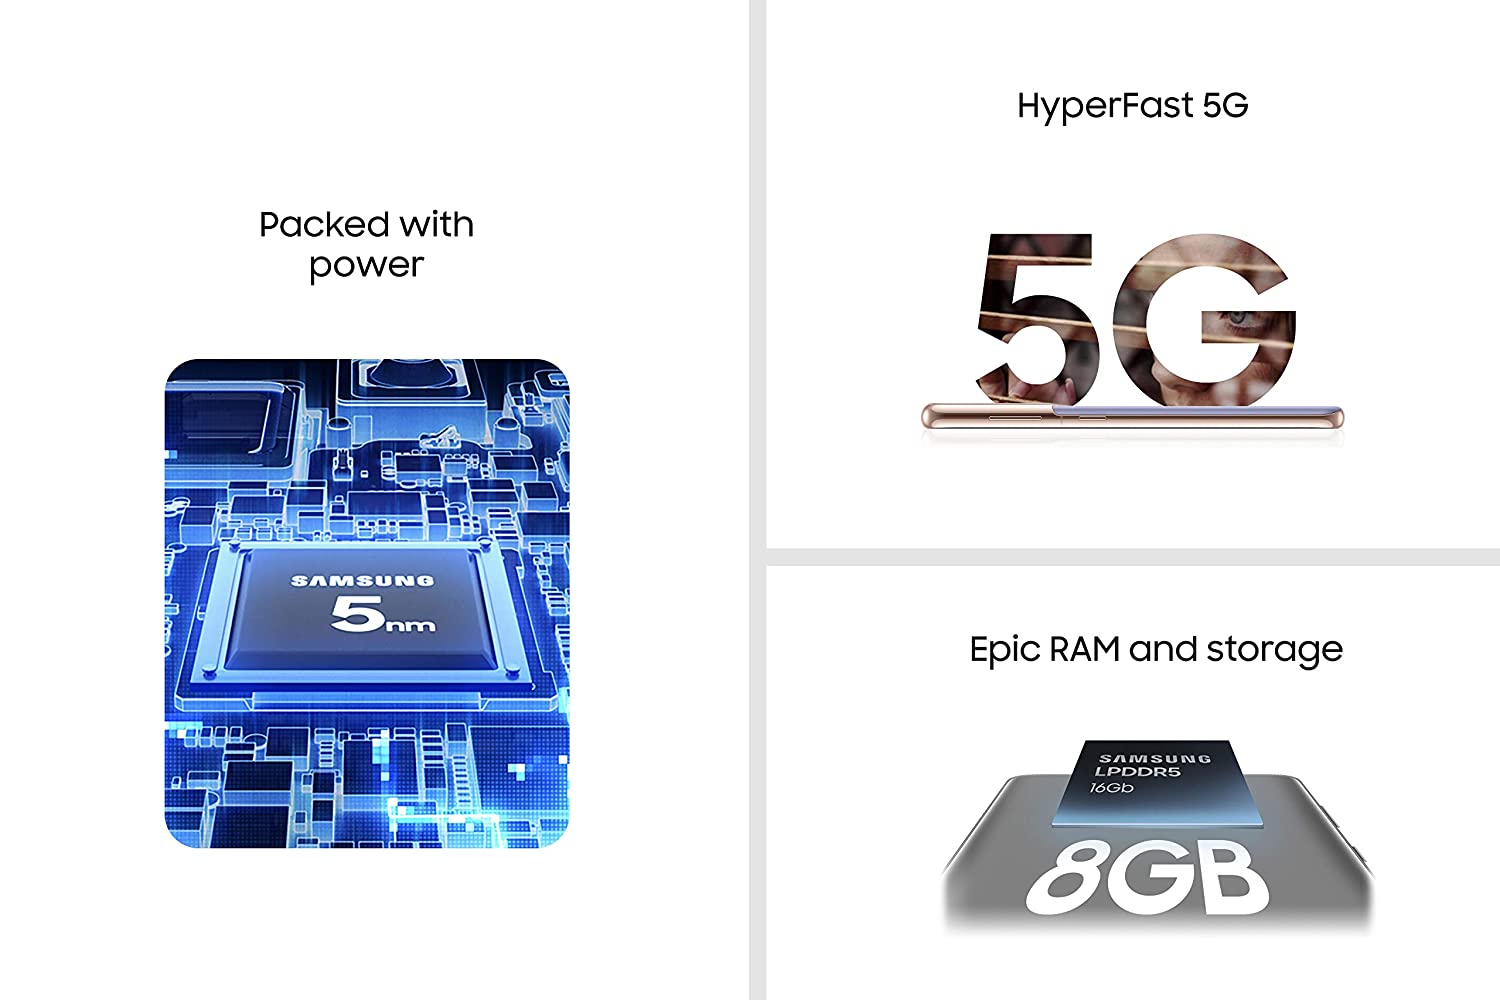 Packed with
power
SAMSUNG
5nm
HyperFast 5G
5G
Epic RAM and storage
SAMSUNG
LPDDR5
16Gb
8GB